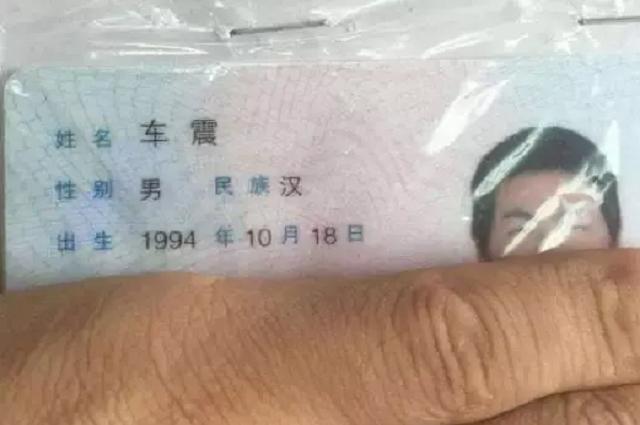 姓名 车震
性别 男 民族 汉
出生 1994 年 10 月 18 日